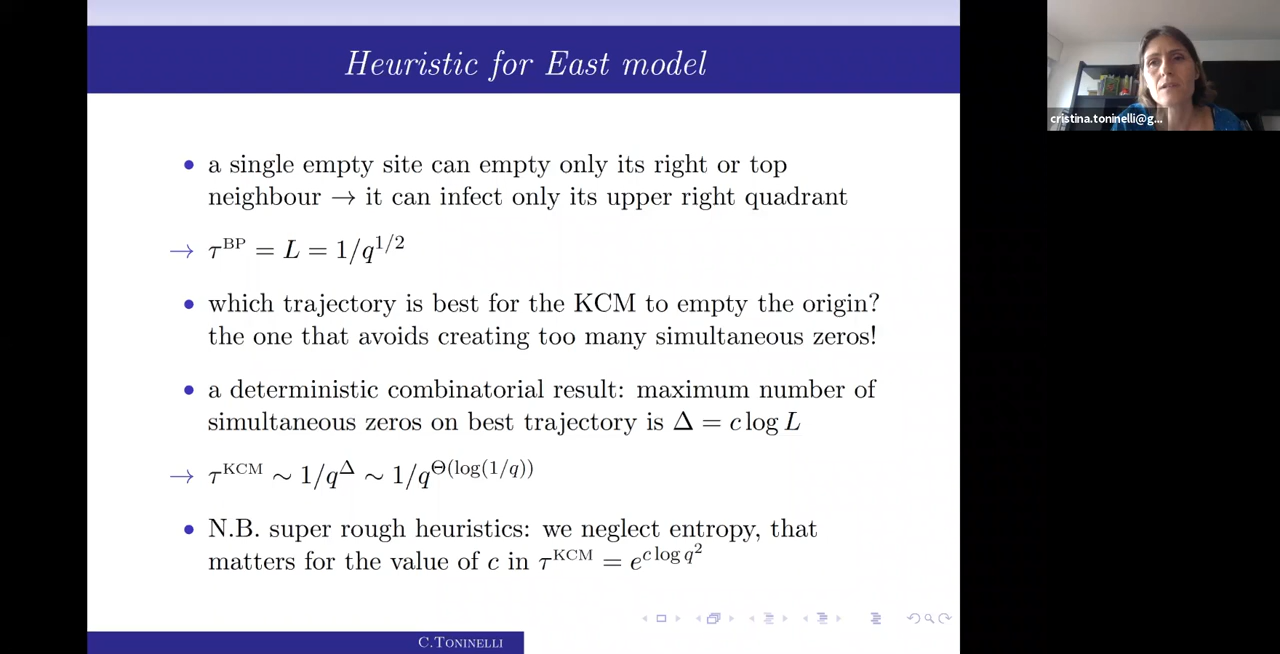 Heuristic for East model
cristina.toninelli@g...
• a single empty site can empty only its right or top
neighbour → it can infect only its upper right quadrant
→ τ^BP = L = 1/q^{1/2}
• which trajectory is best for the KCM to empty the origin?
the one that avoids creating too many simultaneous zeros!
• a deterministic combinatorial result: maximum number of
simultaneous zeros on best trajectory is Δ = c log L
→ τ^KCM ∼ 1/q^Δ ∼ 1/q^{Θ(log(1/q))}
• N.B. super rough heuristics: we neglect entropy, that
matters for the value of c in τ^KCM = e^{c log q^2}
C.Toninelli